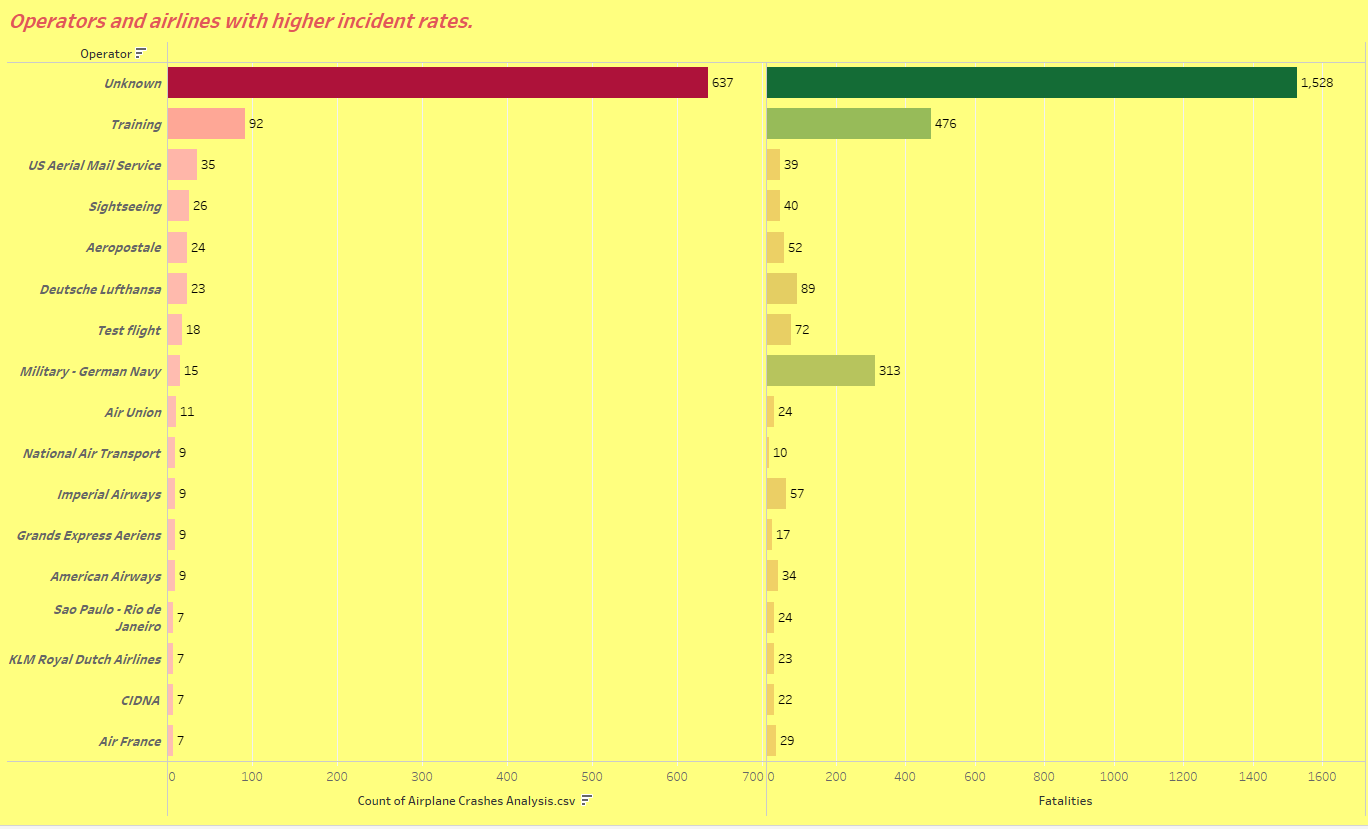 Operators and airlines with higher incident rates.
Operator
Unknown 637 1,528
Training 92 476
US Aerial Mail Service 35 39
Sightseeing 26 40
Aeropostale 24 52
Deutsche Lufthansa 23 89
Test flight 18 72
Military - German Navy 15 313
Air Union 11 24
National Air Transport 9 10
Imperial Airways 9 57
Grands Express Aeriens 9 17
American Airways 9 34
Sao Paulo - Rio de
Janeiro 7 24
KLM Royal Dutch Airlines 7 23
CIDNA 7 22
Air France 7 29
0 100 200 300 400 500 600 700 0 200 400 600 800 1000 1200 1400 1600
Count of Airplane Crashes Analysis.csv Fatalities